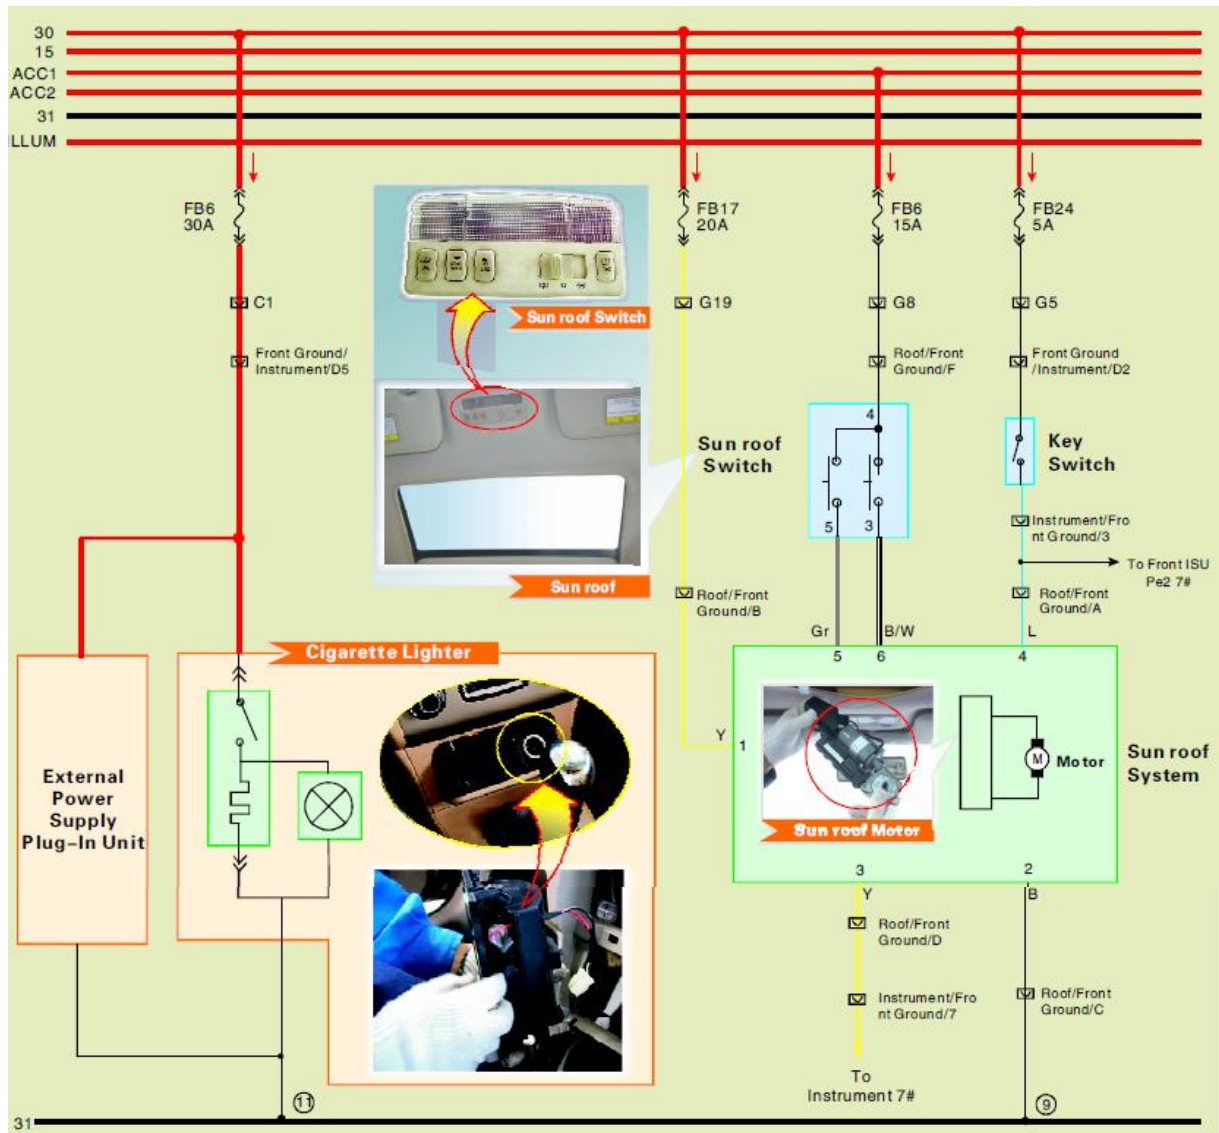 30
15
ACC1
ACC2
31
ILLUM
FB6
30A
FB17
20A
FB6
15A
FB24
5A
C1
G19
G8
G5
Sun roof Switch
Front Ground/
Instrument/D5
Roof/Front
Ground/F
Front Ground
/Instrument/D2
4
Sun roof
Switch
Key
Switch
5
3
Instrument/Fro
nt Ground/3
To Front ISU
Pe2 7#
Sun roof
Roof/Front
Ground/B
Roof/Front
Ground/A
Gr
B/W
L
5
6
4
Cigarette Lighter
Y
1
M
Motor
Sun roof
System
External
Power
Supply
Plug-In Unit
Sun roof Motor
3
2
Y
B
Roof/Front
Ground/D
Instrument/Fro
nt Ground/7
Roof/Front
Ground/C
To
Instrument 7#
11
9
31